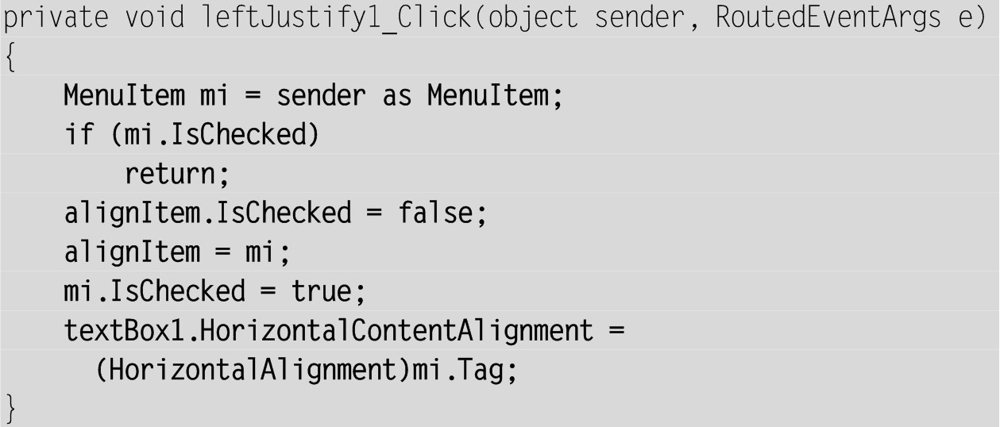 private void leftJustify1_Click(object sender, RoutedEventArgs e)
{
    MenuItem mi = sender as MenuItem;
    if (mi.IsChecked)
        return;
    alignItem.IsChecked = false;
    alignItem = mi;
    mi.IsChecked = true;
    textBox1.HorizontalContentAlignment =
      (HorizontalAlignment)mi.Tag;
}